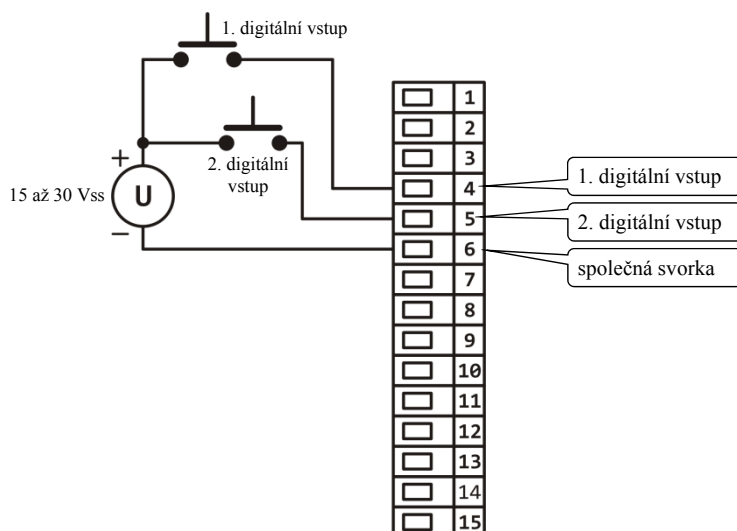 1. digitální vstup
2. digitální
vstup
+
15 až 30 Vss
U
–
1
2
3
4
5
6
7
8
9
10
11
12
13
14
15
1. digitální vstup
2. digitální vstup
společná svorka